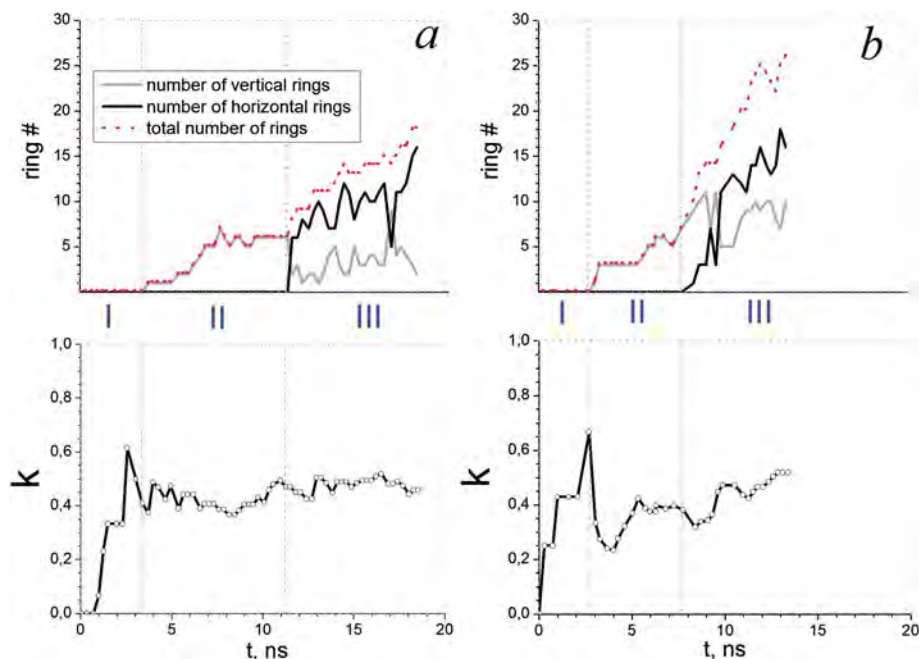 a
30
25
20
15
10
5
ring #
number of vertical rings
number of horizontal rings
total number of rings
I II III
1,0
0,8
0,6
0,4
0,2
0,0
k
0 5 10 15 20
t, ns
b
30
25
20
15
10
5
ring #
I II III
1,0
0,8
0,6
0,4
0,2
0,0
k
0 5 10 15 20
t, ns